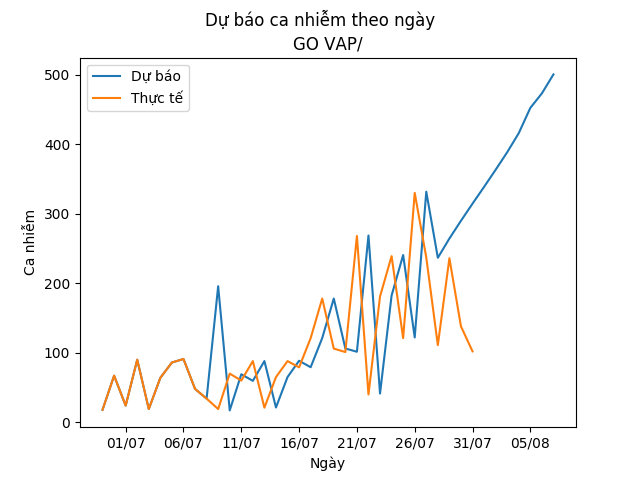 Dự báo ca nhiễm theo ngày
GO VAP/
Dự báo
Thực tế
Ca nhiễm
500
400
300
200
100
0
01/07 06/07 11/07 16/07 21/07 26/07 31/07 05/08
Ngày